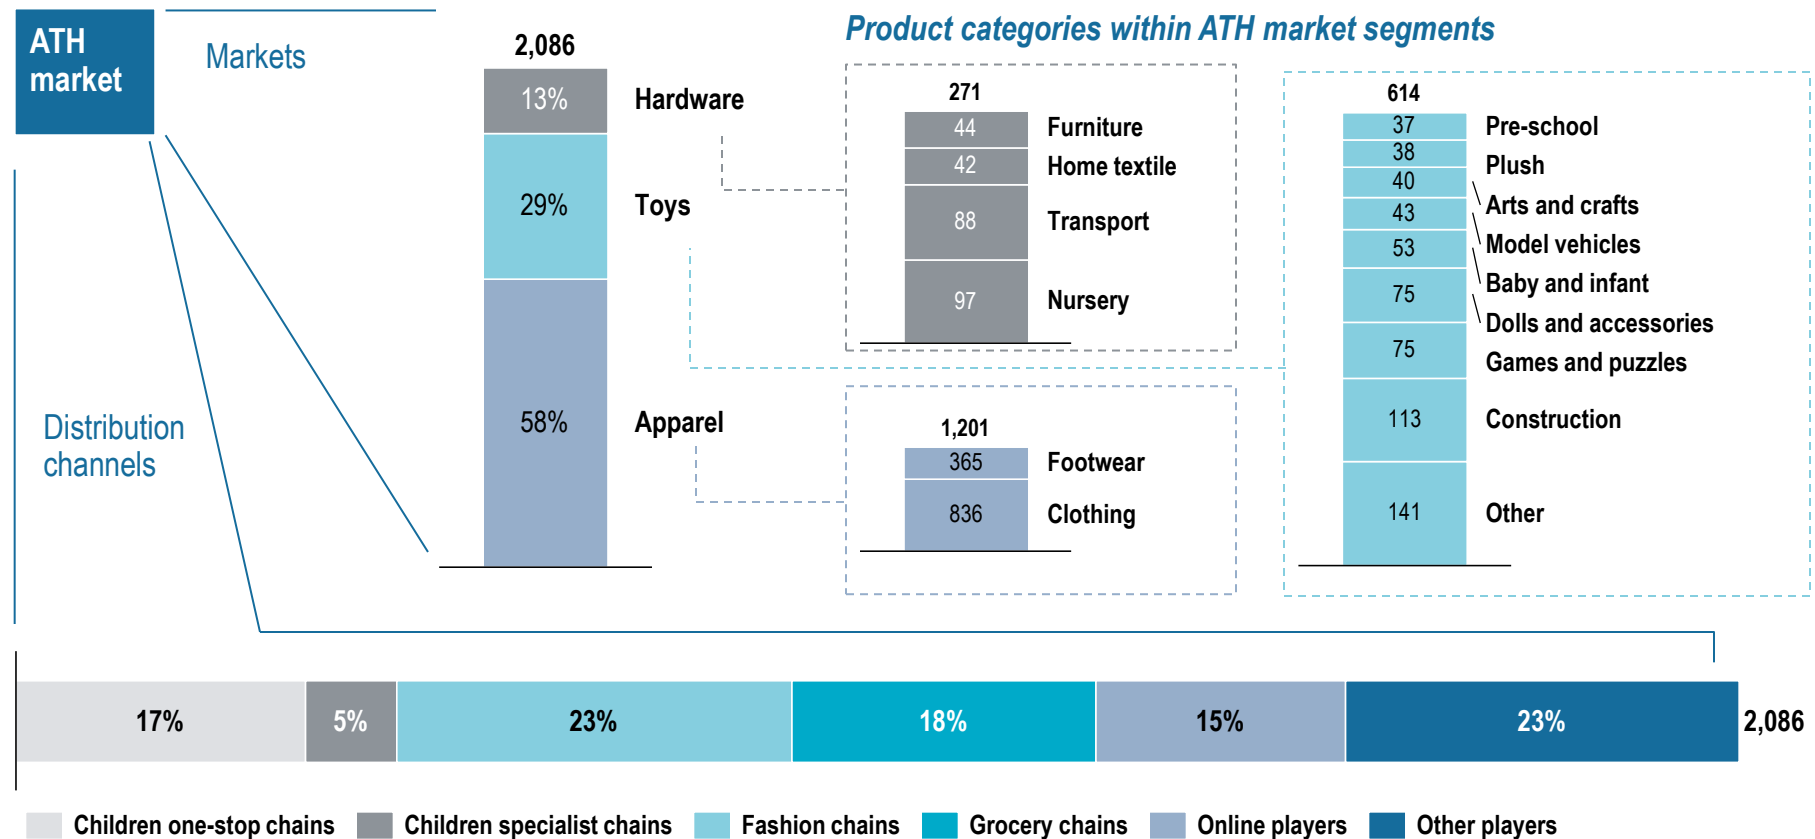 ATH
market
Markets
Product categories within ATH market segments
2,086
13%
Hardware
29%
Toys
58%
Apparel
271
44
Furniture
42
Home textile
88
Transport
97
Nursery
1,201
365
Footwear
836
Clothing
614
37
Pre-school
38
Plush
40
Arts and crafts
43
Model vehicles
53
Baby and infant
75
Dolls and accessories
75
Games and puzzles
113
Construction
141
Other
Distribution
channels
17% 5% 23% 18% 15% 23% 2,086
Children one-stop chains Children specialist chains Fashion chains Grocery chains Online players Other players